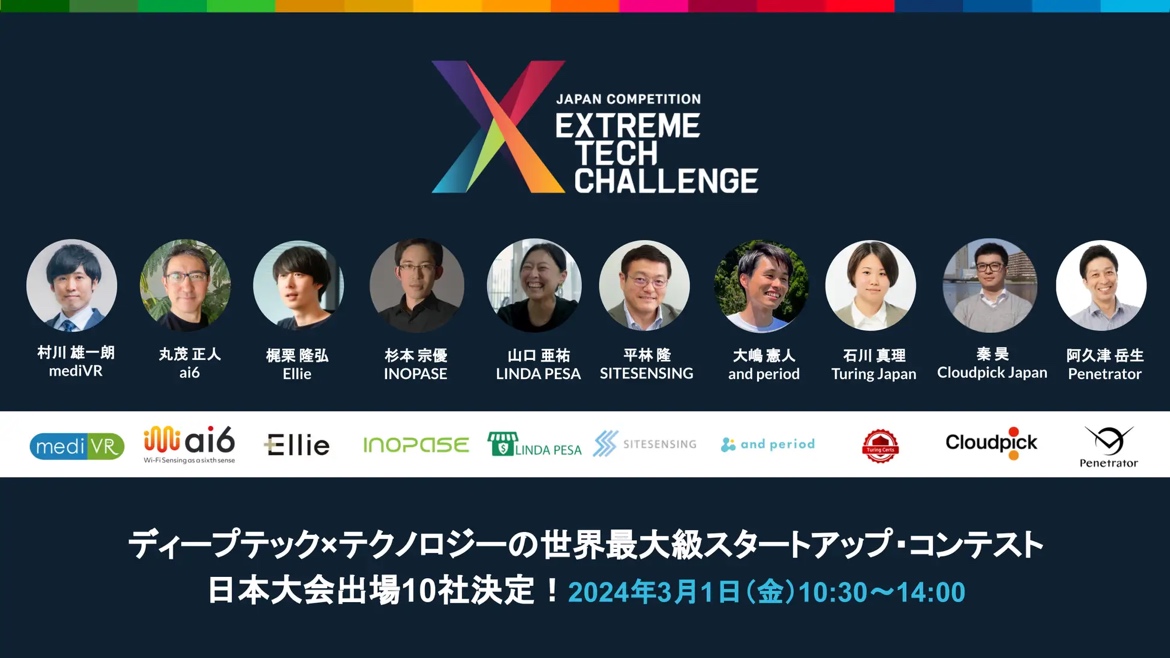 JAPAN COMPETITION
EXTREME
TECH
CHALLENGE
村川 雄一朗
mediVR
丸茂 正人
ai6
梶栗 隆弘
Ellie
杉本 宗優
INOPASE
山口 亜祐
LINDA PESA
平林 隆
SITESENSING
大嶋 憲人
and period
石川 真理
Turing Japan
秦 昊
Cloudpick Japan
阿久津 岳生
Penetrator
medi VR
ai6
Wi-Fi Sensing as a sixth sense
Ellie
INOPASE
$
LINDA PESA
SITESENSING
and period
Turing Certs
Cloudpick
Penetrator
ディープテック×テクノロジーの世界最大級スタートアップ・コンテスト
日本大会出場10社決定！2024年3月1日（金）10:30〜14:00